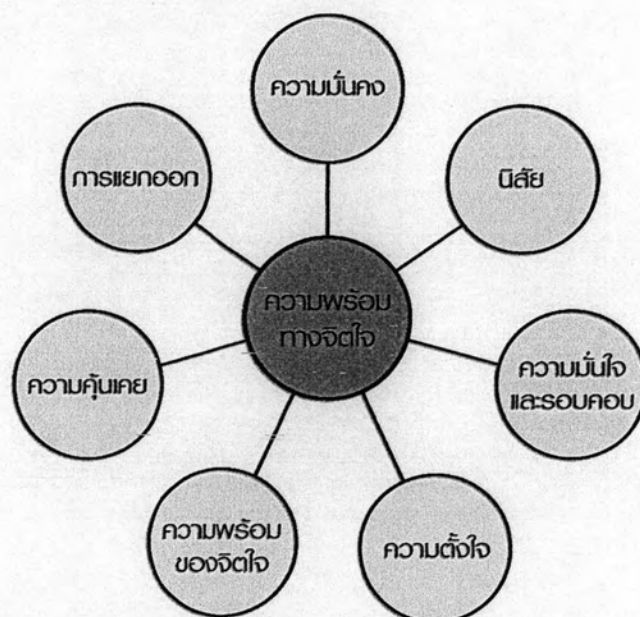 ความมั่นคง
การแยกออก
นิสัย
ความพร้อม
ทางจิตใจ
ความคุ้นเคย
ความมั่นใจ
และรอบคอบ
ความพร้อม
ของจิตใจ
ความตั้งใจ